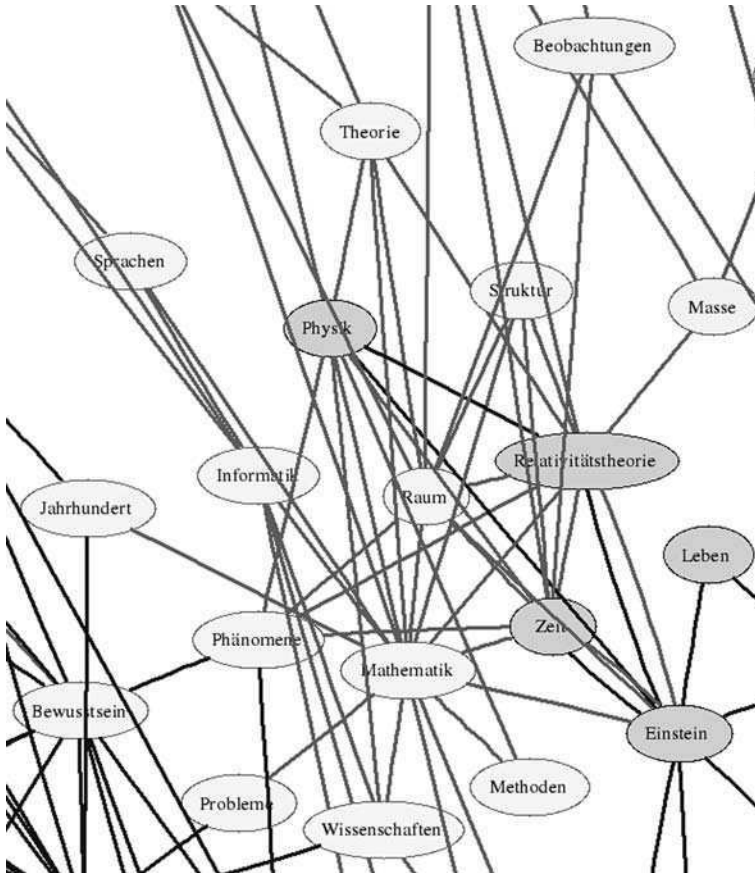 Beobachtungen
Theorie
Sprachen
Struktur
Masse
Physik
Relativitätstheorie
Informatik
Raum
Jahrhundert
Leben
Zeit
Phänomene
Mathematik
Bewusstsein
Einstein
Methoden
Probleme
Wissenschaften